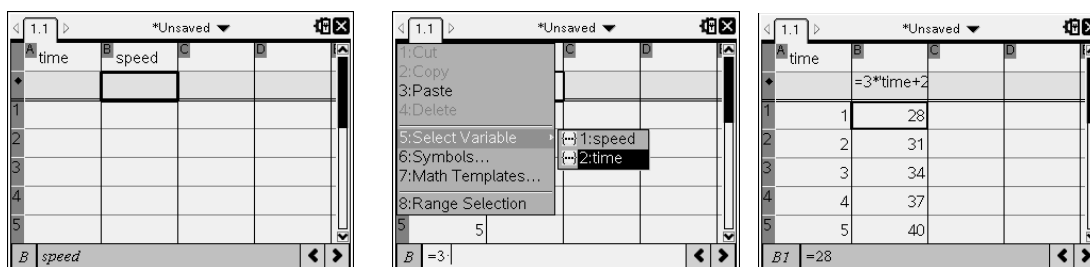 1.1 *Unsaved
A time B speed C D
◆
1
2
3
4
5
B speed
1.1 *Unsaved
C D
1:Cut
2:Copy
3:Paste
4:Delete
5:Select Variable
6:Symbols...
7:Math Templates...
8:Range Selection
1:speed
2:time
5 5
B =3·
1.1 *Unsaved
A time B C D
◆ =3*'time+2
1 1 28
2 2 31
3 3 34
4 4 37
5 5 40
B1 =28